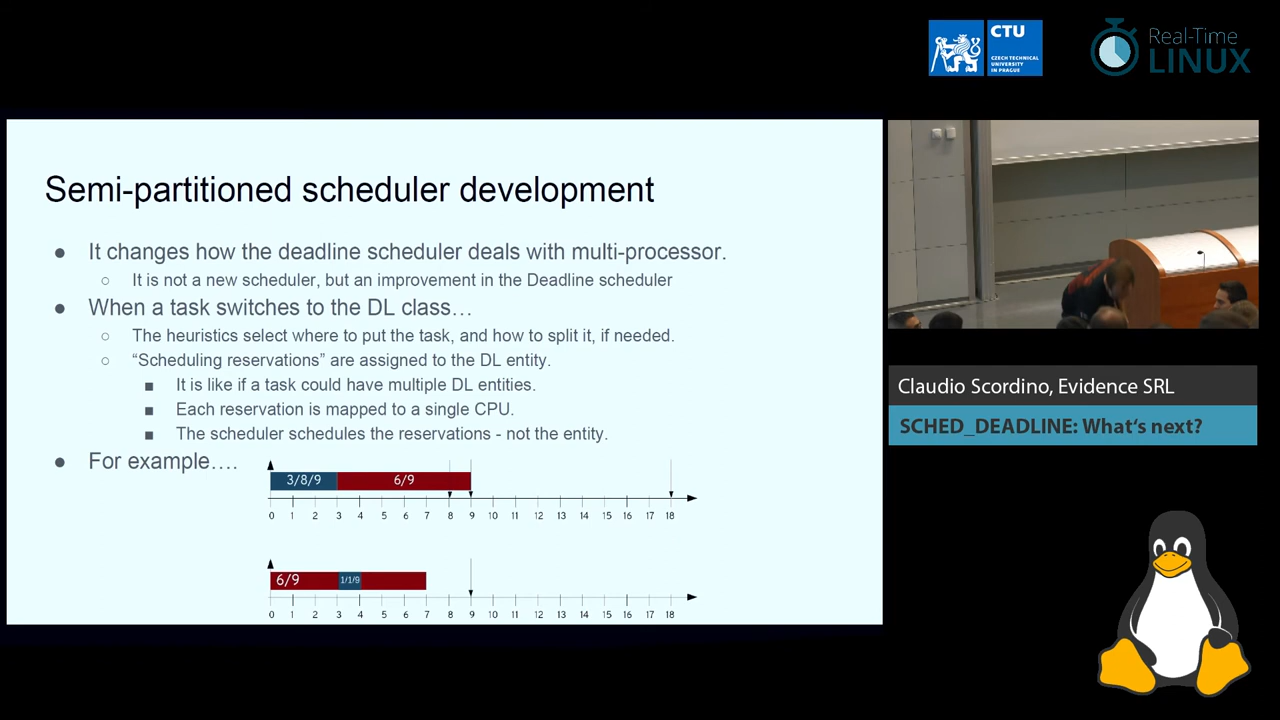 CTU
CZECH TECHNICAL
UNIVERSITY
IN PRAGUE
Real-Time
LINUX
Semi-partitioned scheduler development
● It changes how the deadline scheduler deals with multi-processor.
○ It is not a new scheduler, but an improvement in the Deadline scheduler
● When a task switches to the DL class…
○ The heuristics select where to put the task, and how to split it, if needed.
○ “Scheduling reservations” are assigned to the DL entity.
■ It is like if a task could have multiple DL entities.
■ Each reservation is mapped to a single CPU.
■ The scheduler schedules the reservations - not the entity.
● For example….
3/8/9 6/9
0 1 2 3 4 5 6 7 8 9 10 11 12 13 14 15 16 17 18
6/9 1/1/9
0 1 2 3 4 5 6 7 8 9 10 11 12 13 14 15 16 17 18
Claudio Scordino, Evidence SRL
SCHED_DEADLINE: What‘s next?